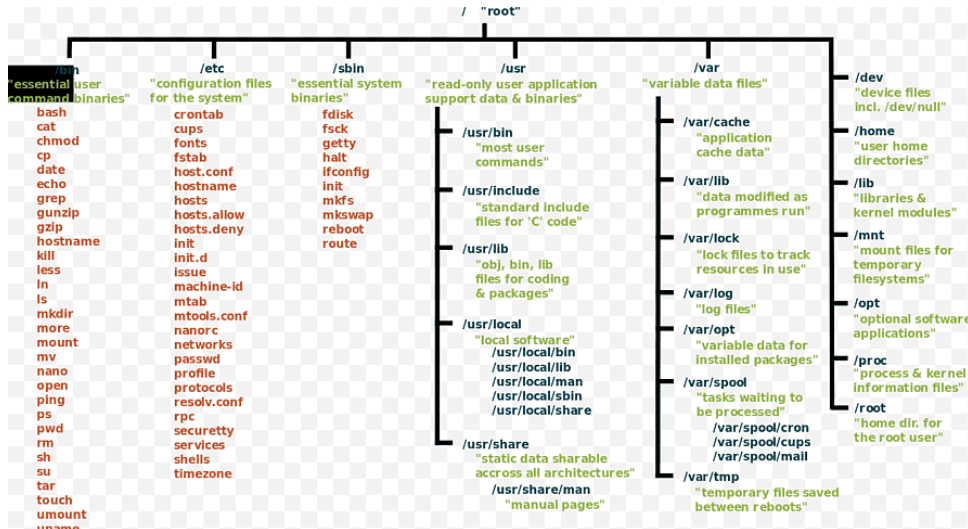 / "root"
/bin
"essential user
command binaries"
bash
cat
chmod
cp
date
echo
grep
gunzip
gzip
hostname
kill
less
ln
ls
mkdir
more
mount
mv
nano
open
ping
ps
pwd
rm
sh
su
tar
touch
umount
uname
/etc
"configuration files
for the system"
crontab
cups
fonts
fstab
host.conf
hostname
hosts
hosts.allow
hosts.deny
init
init.d
issue
machine-id
mtab
mtools.conf
nanorc
networks
passwd
profile
protocols
resolv.conf
rpc
securetty
services
shells
timezone
/sbin
"essential system
binaries"
fdisk
fsck
getty
halt
ifconfig
init
mkfs
mkswap
reboot
route
/usr
"read-only user application
support data & binaries"
/usr/bin
"most user
commands"
/usr/include
"standard include
files for 'C' code"
/usr/lib
"obj, bin, lib
files for coding
& packages"
/usr/local
"local software"
/usr/local/bin
/usr/local/lib
/usr/local/man
/usr/local/sbin
/usr/local/share
/usr/share
"static data sharable
accross all architectures"
/usr/share/man
"manual pages"
/var
"variable data files"
/var/cache
"application
cache data"
/var/lib
"data modified as
programmes run"
/var/lock
"lock files to track
resources in use"
/var/log
"log files"
/var/opt
"variable data for
installed packages"
/var/spool
"tasks waiting to
be processed"
/var/spool/cron
/var/spool/cups
/var/spool/mail
/var/tmp
"temporary files saved
between reboots"
/dev
"device files
incl. /dev/null"
/home
"user home
directories"
/lib
"libraries &
kernel modules"
/mnt
"mount files for
temporary
filesystems"
/opt
"optional software
applications"
/proc
"process & kernel
information files"
/root
"home dir. for
the root user"